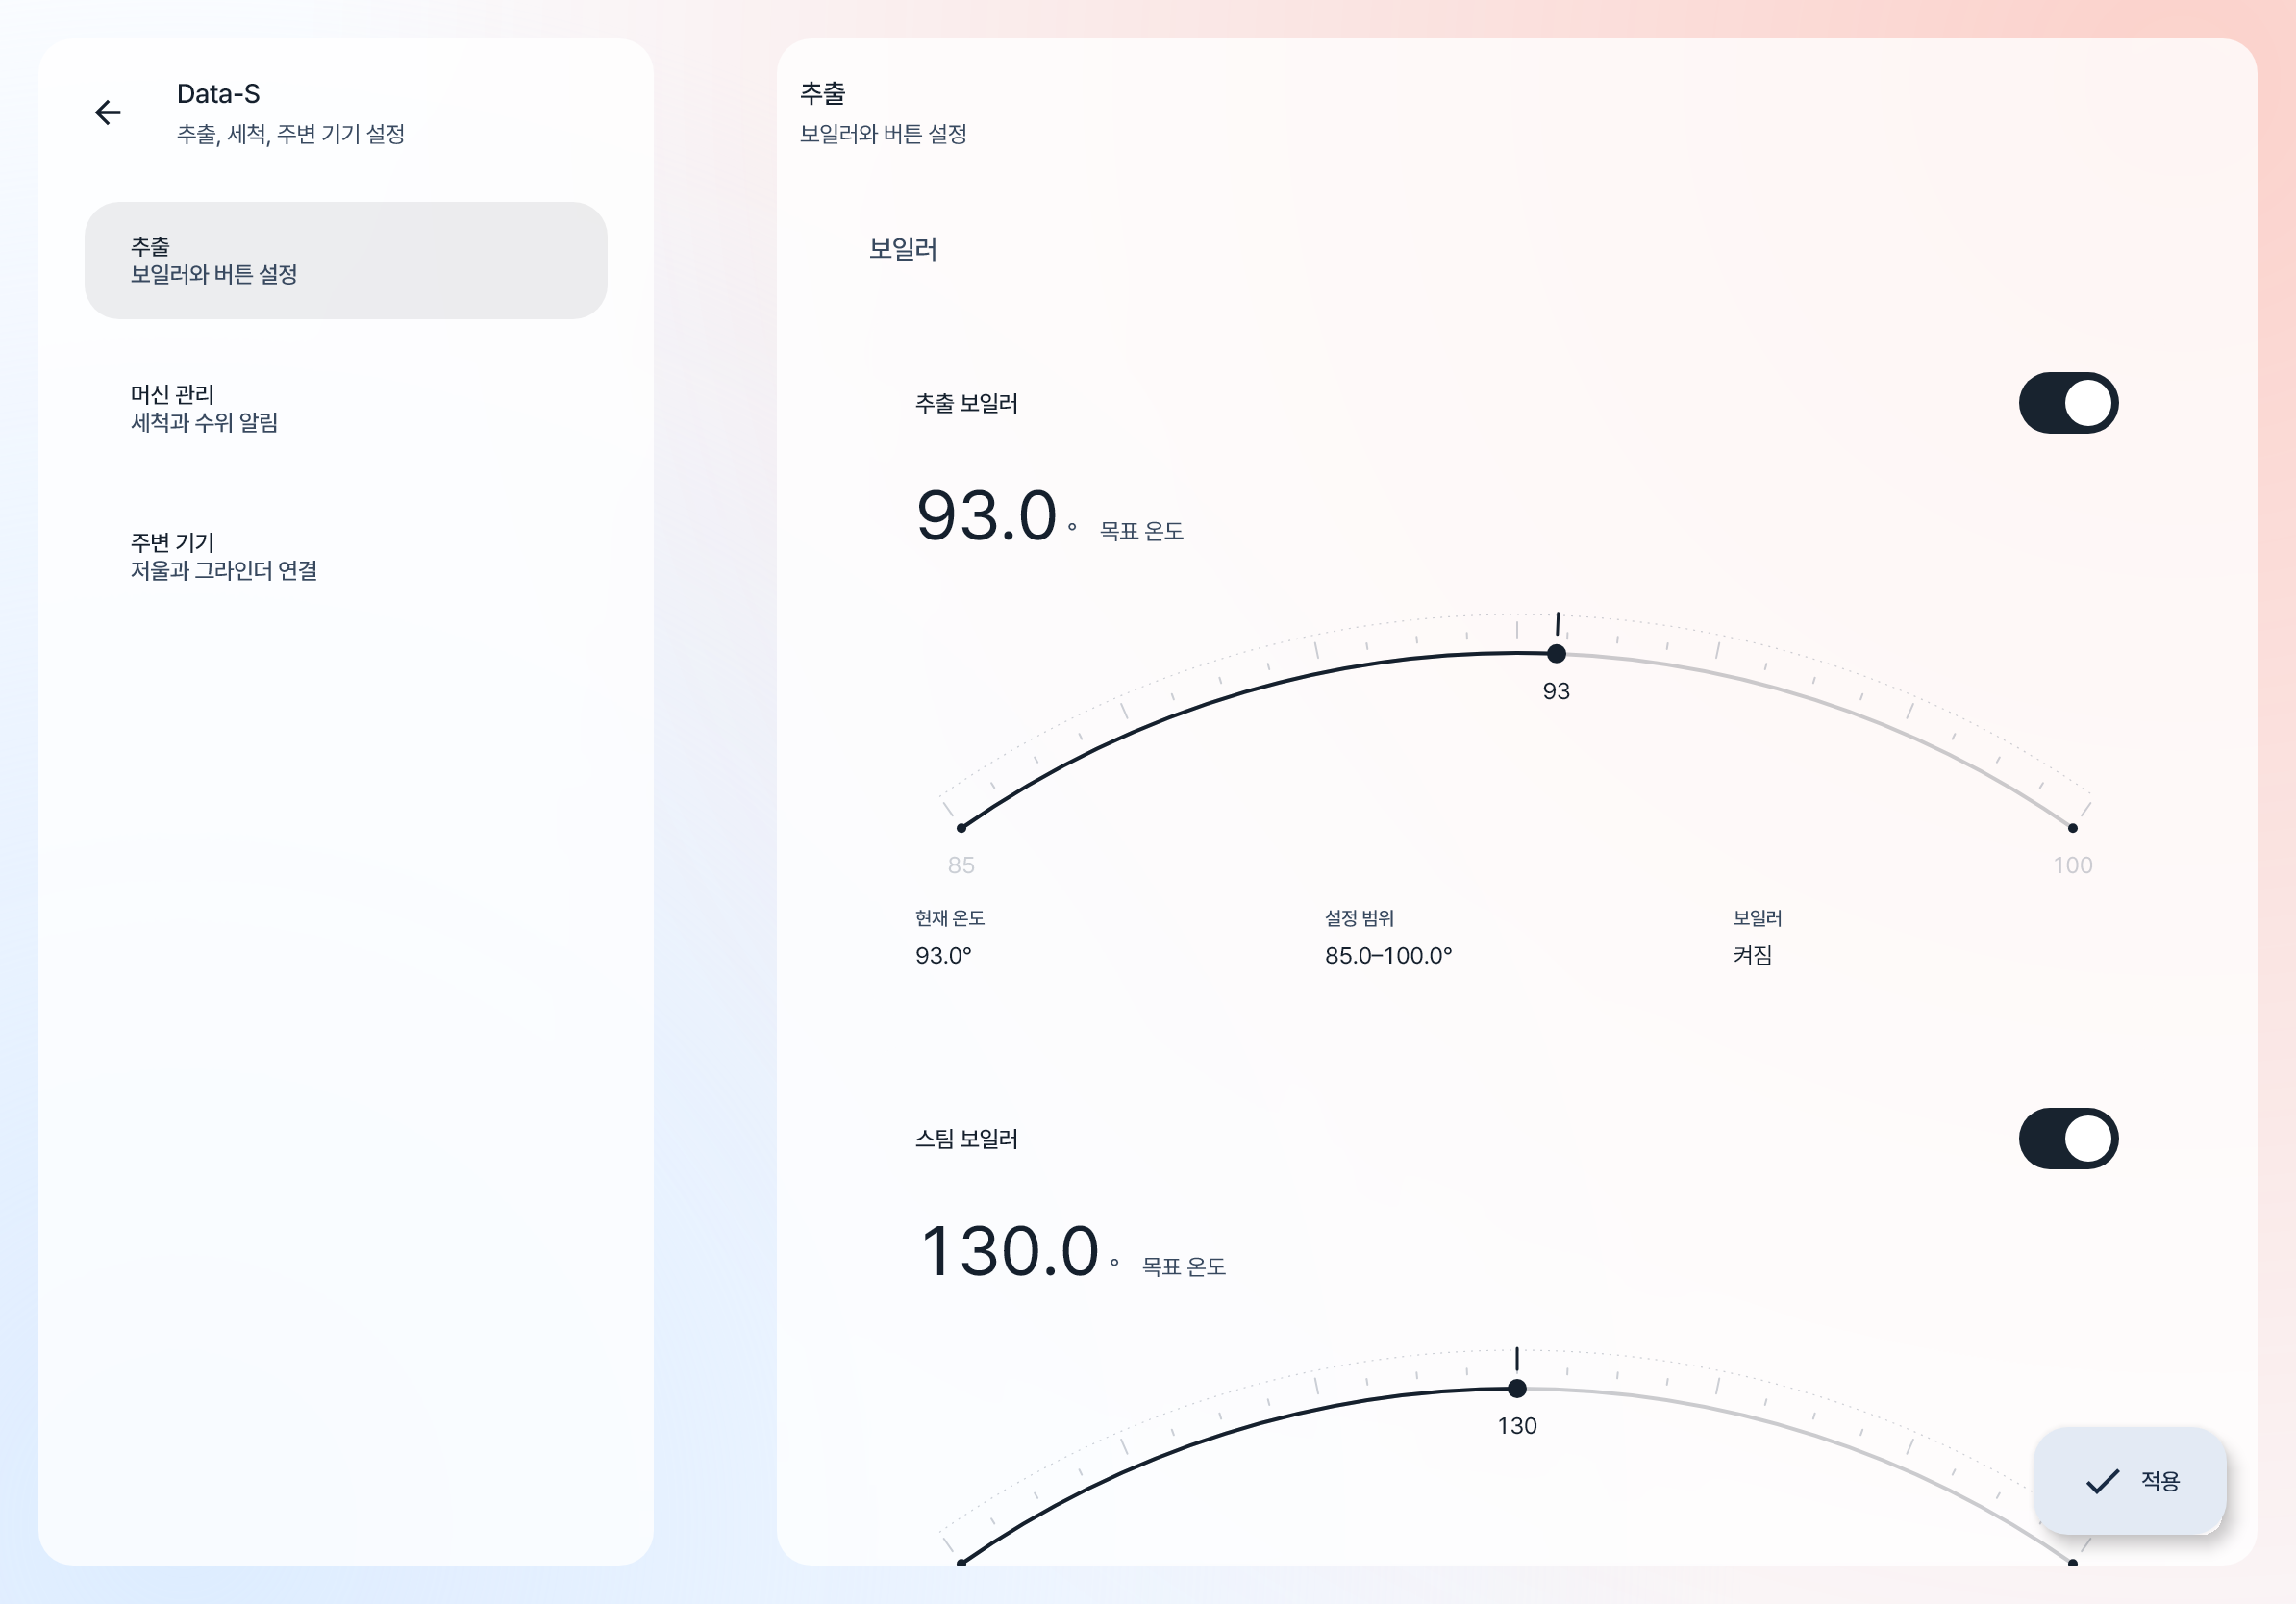 Data-S
추출, 세척, 주변 기기 설정
추출
보일러와 버튼 설정
머신 관리
세척과 수위 알림
주변 기기
저울과 그라인더 연결
추출
보일러와 버튼 설정
보일러
추출 보일러
93.0 ° 목표 온도
93
85
100
현재 온도
93.0°
설정 범위
85.0–100.0°
보일러
켜짐
스팀 보일러
130.0 ° 목표 온도
130
적용